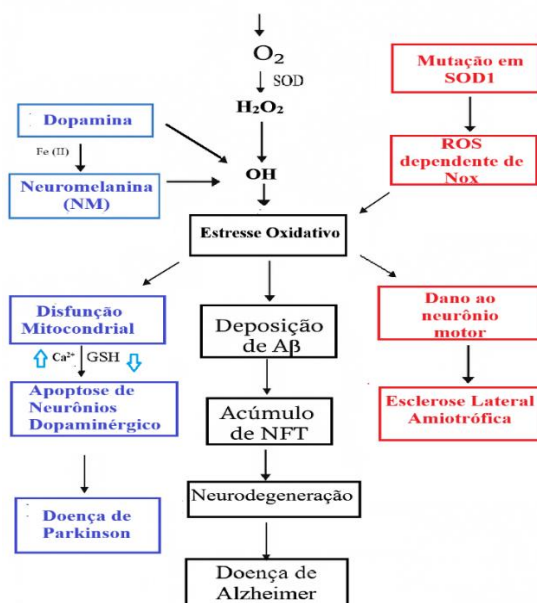 O₂
SOD
H₂O₂
OH
Estresse Oxidativo
Dopamina
Fe (II)
Neuromelanina
(NM)
Mutação em
SOD1
ROS
dependente de
Nox
Disfunção
Mitocondrial
Ca²⁺
GSH
Apoptose de
Neurônios
Dopaminérgico
Doença de
Parkinson
Deposição
de Aβ
Acúmulo
de NFT
Neurodegeneração
Doença de
Alzheimer
Dano ao
neurônio
motor
Esclerose Lateral
Amiotrófica